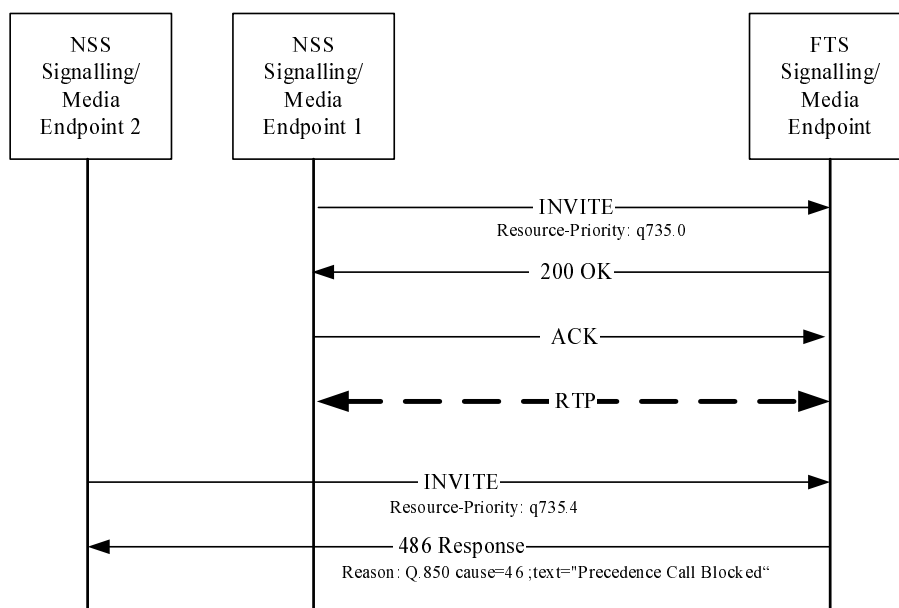 NSS
Signalling/
Media
Endpoint 2
NSS
Signalling/
Media
Endpoint 1
FTS
Signalling/
Media
Endpoint
INVITE
Resource-Priority: q735.0
200 OK
ACK
RTP
INVITE
Resource-Priority: q735.4
486 Response
Reason: Q.850 cause=46 ;text="Precedence Call Blocked“